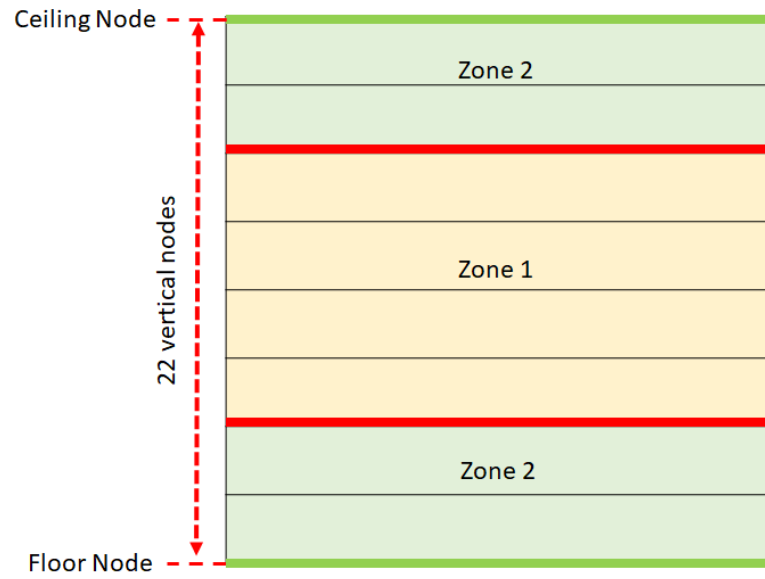 Ceiling Node
Zone 2
22 vertical nodes
Zone 1
Zone 2
Floor Node